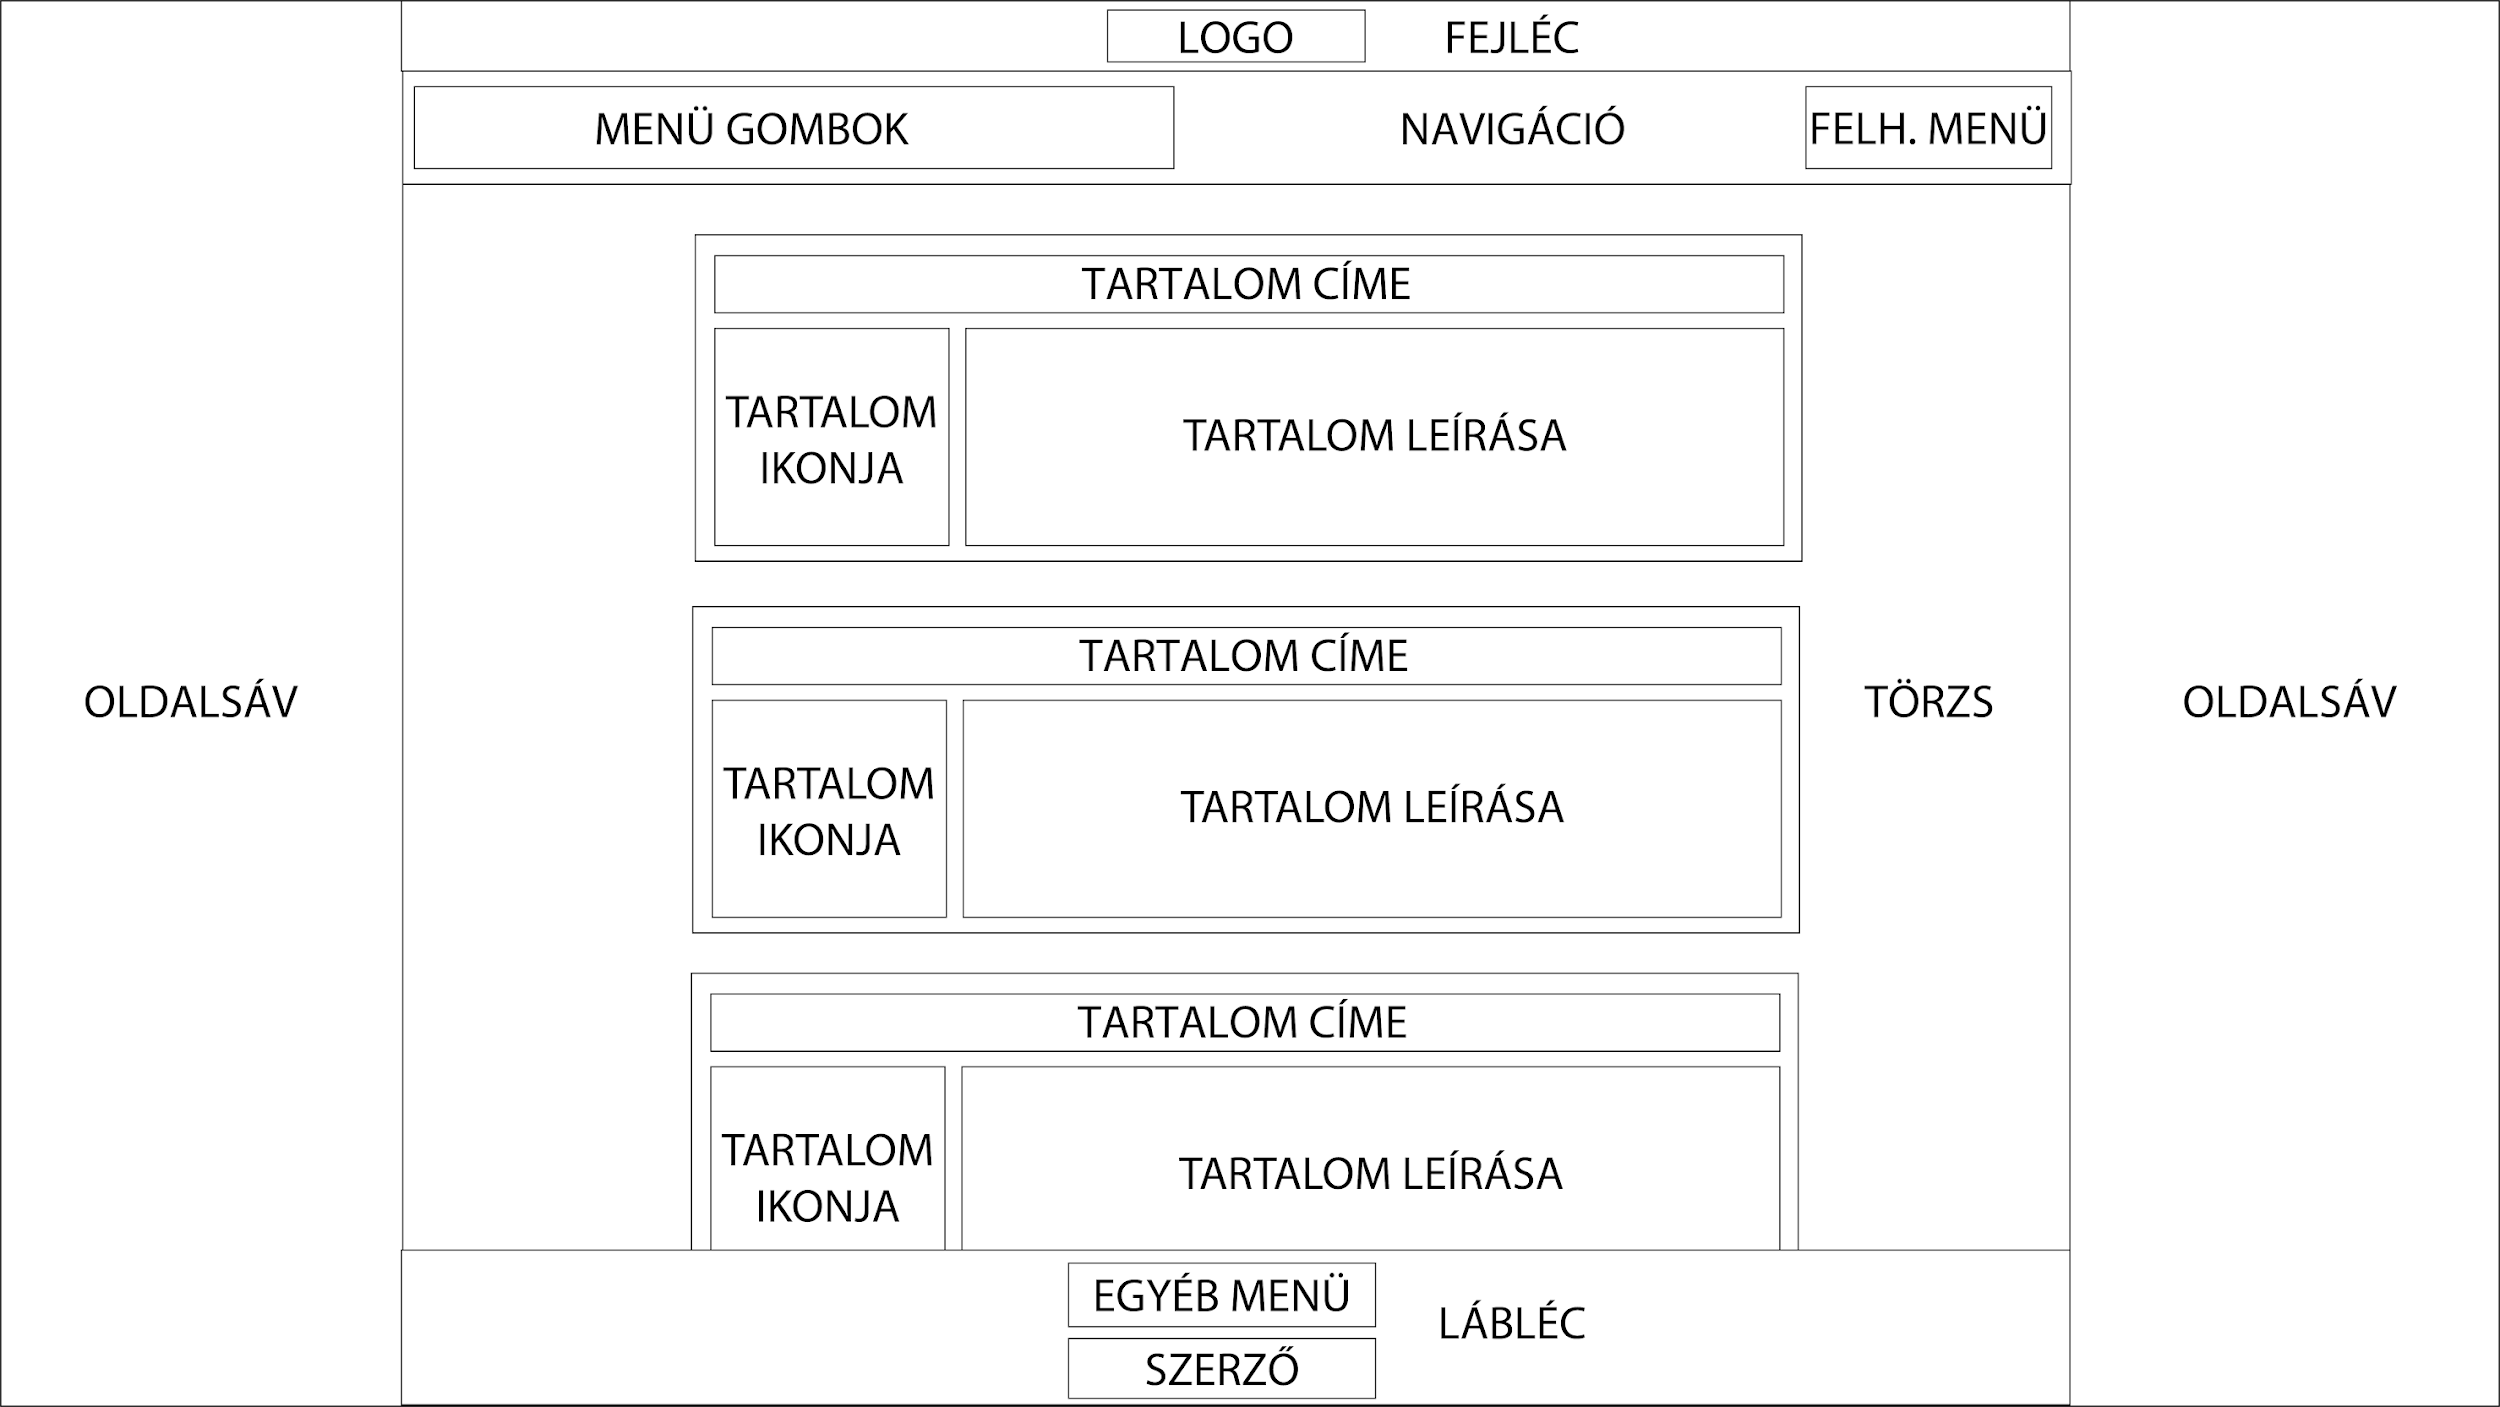 LOGO
FEJLÉC
MENÜ GOMBOK
NAVIGÁCIÓ
FELH. MENÜ
TARTALOM CÍME
TARTALOM
IKONJA
TARTALOM LEÍRÁSA
TARTALOM CÍME
OLDALSÁV
TARTALOM
IKONJA
TARTALOM LEÍRÁSA
TÖRZS
OLDALSÁV
TARTALOM CÍME
TARTALOM
IKONJA
TARTALOM LEÍRÁSA
EGYÉB MENÜ
LÁBLÉC
SZERZŐ